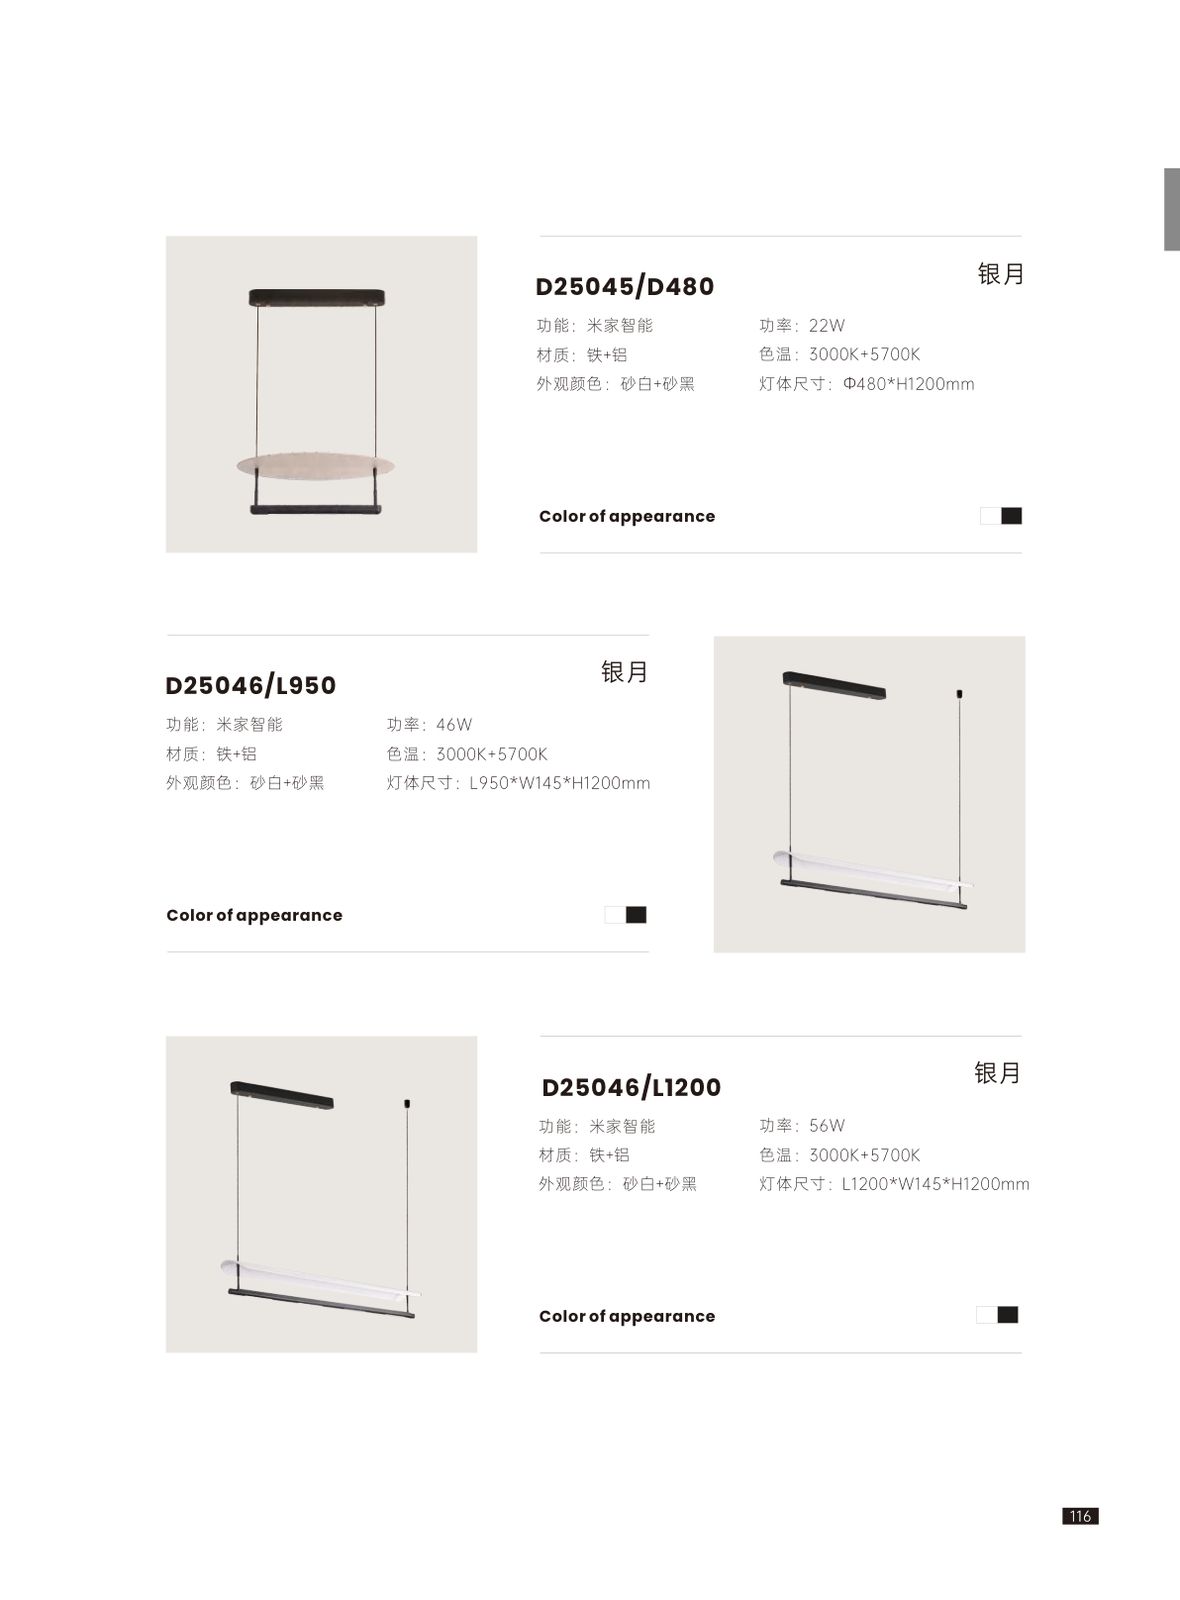 银月
D25045/D480
功能：米家智能 功率：22W
材质：铁+铝 色温：3000K+5700K
外观颜色：砂白+砂黑 灯体尺寸：Φ480*H1200mm
Color of appearance
银月
D25046/L950
功能：米家智能 功率：46W
材质：铁+铝 色温：3000K+5700K
外观颜色：砂白+砂黑 灯体尺寸：L950*W145*H1200mm
Color of appearance
银月
D25046/L1200
功能：米家智能 功率：56W
材质：铁+铝 色温：3000K+5700K
外观颜色：砂白+砂黑 灯体尺寸：L1200*W145*H1200mm
Color of appearance
116